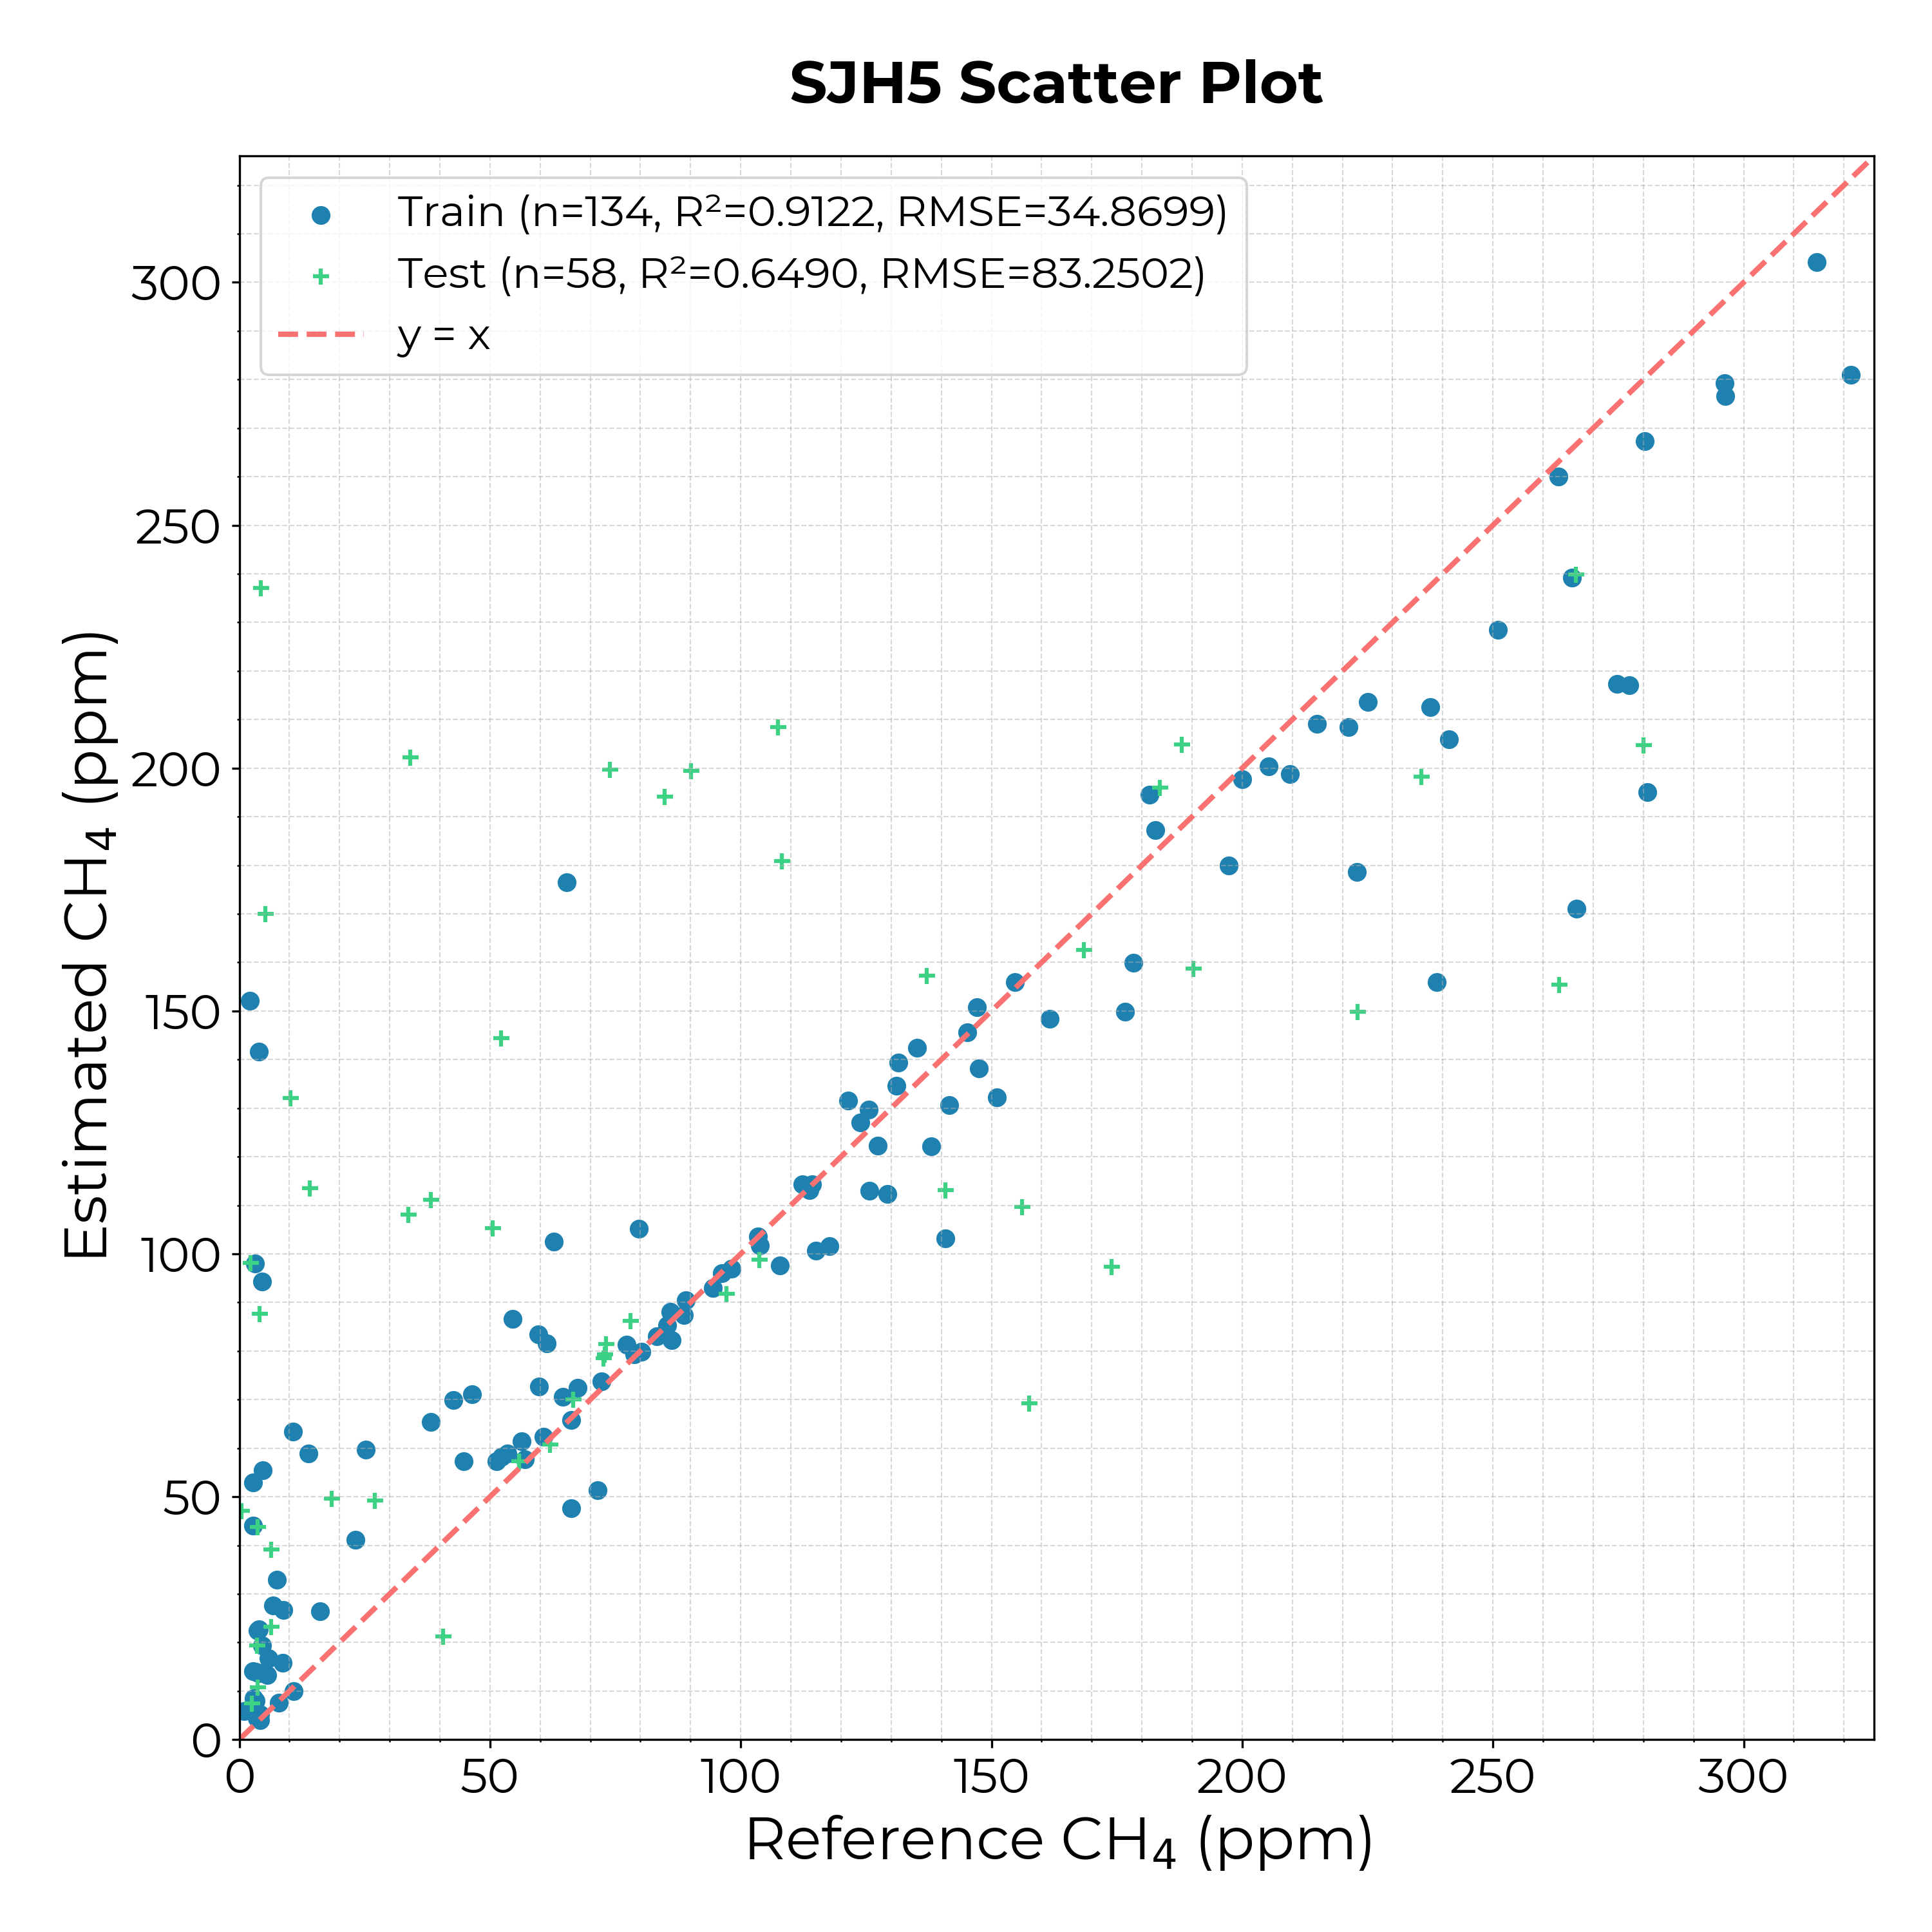 SJH5 Scatter Plot
Train (n=134, R²=0.9122, RMSE=34.8699)
Test (n=58, R²=0.6490, RMSE=83.2502)
y = x
Estimated CH₄ (ppm)
300
250
200
150
100
50
0
0 50 100 150 200 250 300
Reference CH₄ (ppm)